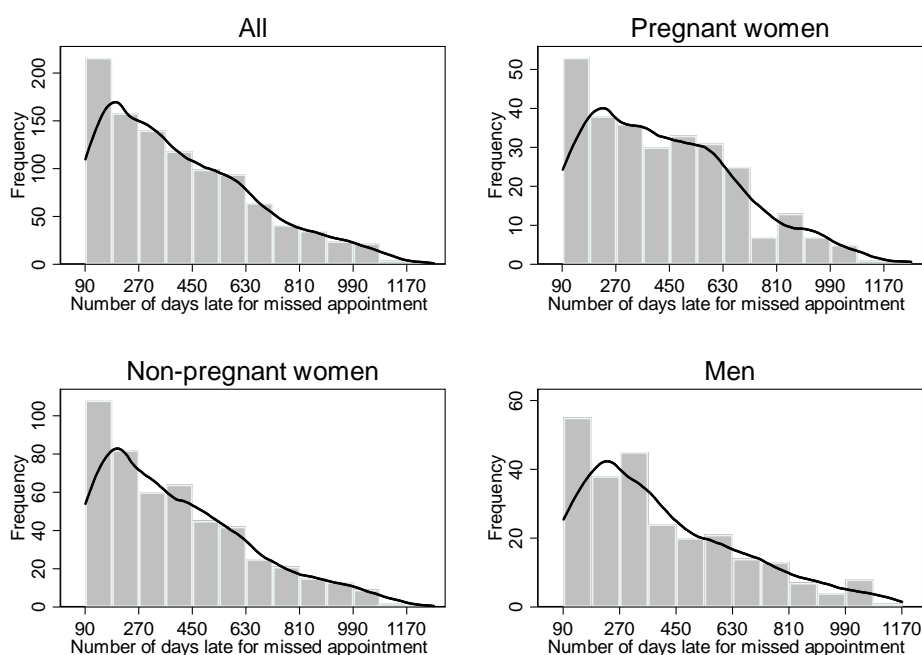 All
Frequency
0 50 100 150 200
90 270 450 630 810 990 1170
Number of days late for missed appointment
Pregnant women
Frequency
0 10 20 30 40 50
90 270 450 630 810 990 1170
Number of days late for missed appointment
Non-pregnant women
Frequency
0 20 40 60 80 100
90 270 450 630 810 990 1170
Number of days late for missed appointment
Men
Frequency
0 20 40 60
90 270 450 630 810 990 1170
Number of days late for missed appointment